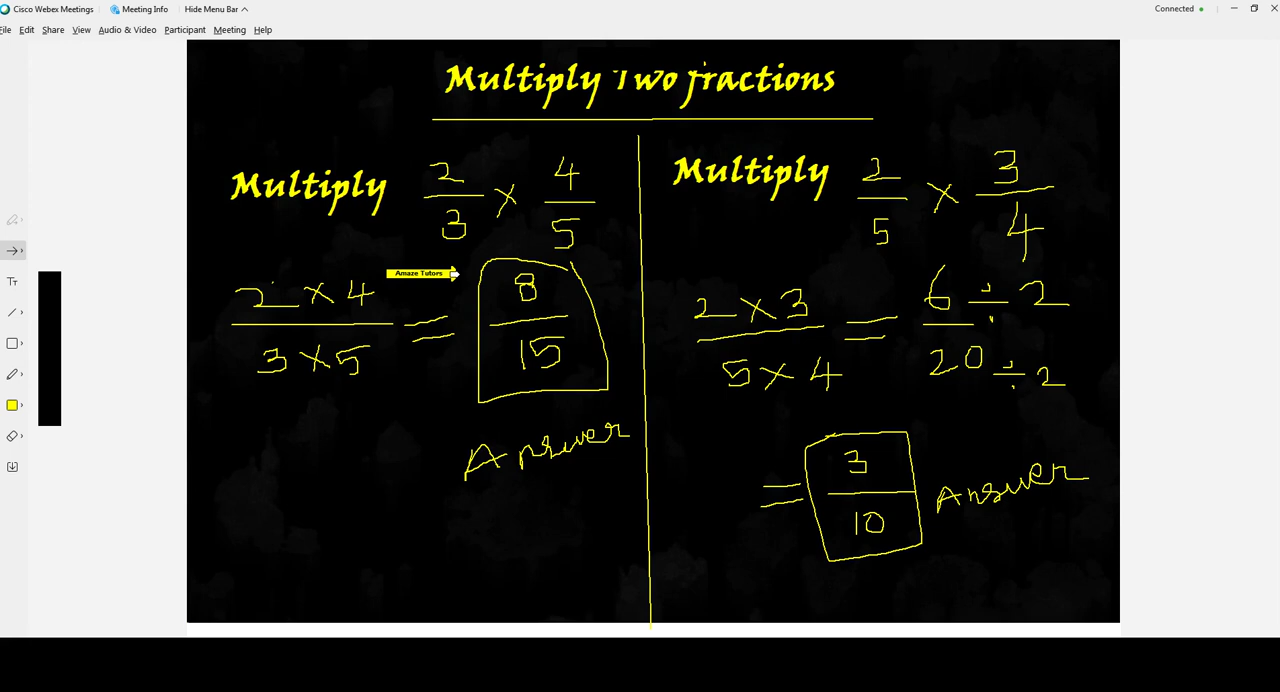 Cisco Webex Meetings Meeting Info Hide Menu Bar Connected
File Edit Share View Audio & Video Participant Meeting Help
Multiply Two fractions
Multiply 2/3 × 4/5
Amaze Tutors
2 × 4 / 3 × 5 = 8/15
Answer
Multiply 2/5 × 3/4
2 × 3 / 5 × 4 = 6 ÷ 2 / 20 ÷ 2
= 3/10 Answer